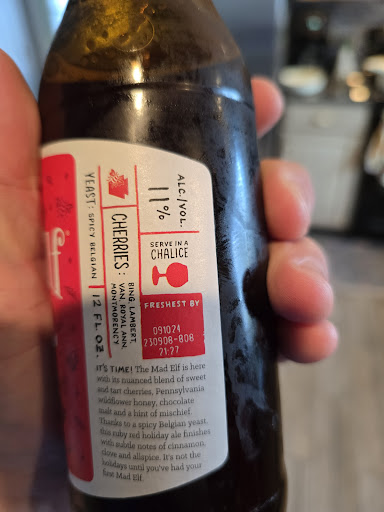 YEAST: SPICY BELGIAN
12 FL. OZ.
CHERRIES:
BING, LAMBERT,
VAN, ROYAL ANN,
MONTMORENCY
ALC./VOL.
11%
SERVE IN A
CHALICE
FRESHEST BY
091024
230908-808
21:27
IT'S TIME! The Mad Elf is here
with its nuanced blend of sweet
and tart cherries, Pennsylvania
wildflower honey, chocolate
malt and a hint of mischief.
Thanks to a spicy Belgian yeast,
this ruby red holiday ale finishes
with subtle notes of cinnamon,
clove and allspice. It's not the
holidays until you've had your
first Mad Elf.